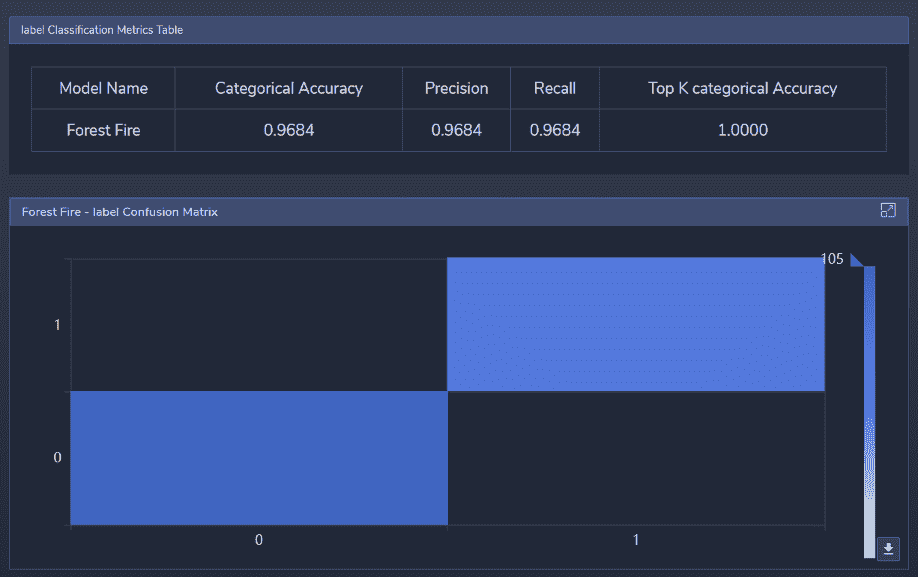 label Classification Metrics Table
Model Name Categorical Accuracy Precision Recall Top K categorical Accuracy
Forest Fire 0.9684 0.9684 0.9684 1.0000
Forest Fire - label Confusion Matrix
105
1
0
0 1